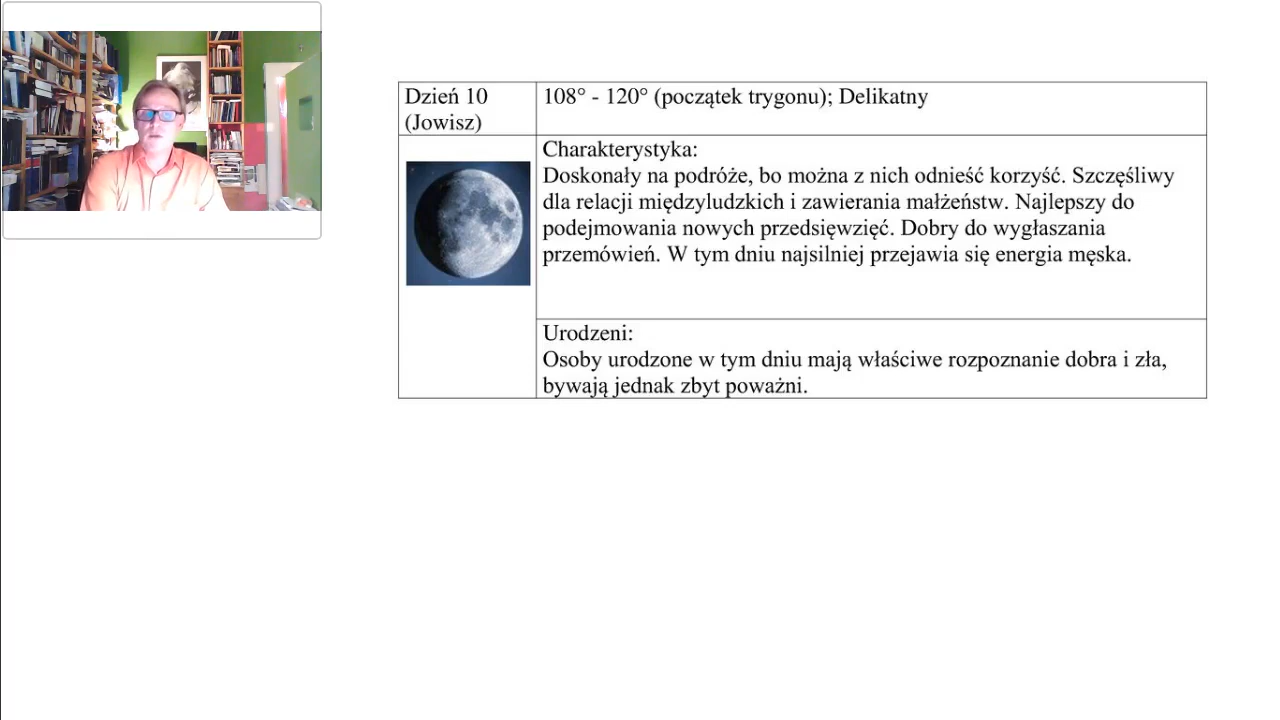 Dzień 10
(Jowisz)
108° - 120° (początek trygonu); Delikatny
Charakterystyka:
Doskonały na podróże, bo można z nich odnieść korzyść. Szczęśliwy
dla relacji międzyludzkich i zawierania małżeństw. Najlepszy do
podejmowania nowych przedsięwzięć. Dobry do wygłaszania
przemówień. W tym dniu najsilniej przejawia się energia męska.
Urodzeni:
Osoby urodzone w tym dniu mają właściwe rozpoznanie dobra i zła,
bywają jednak zbyt poważni.